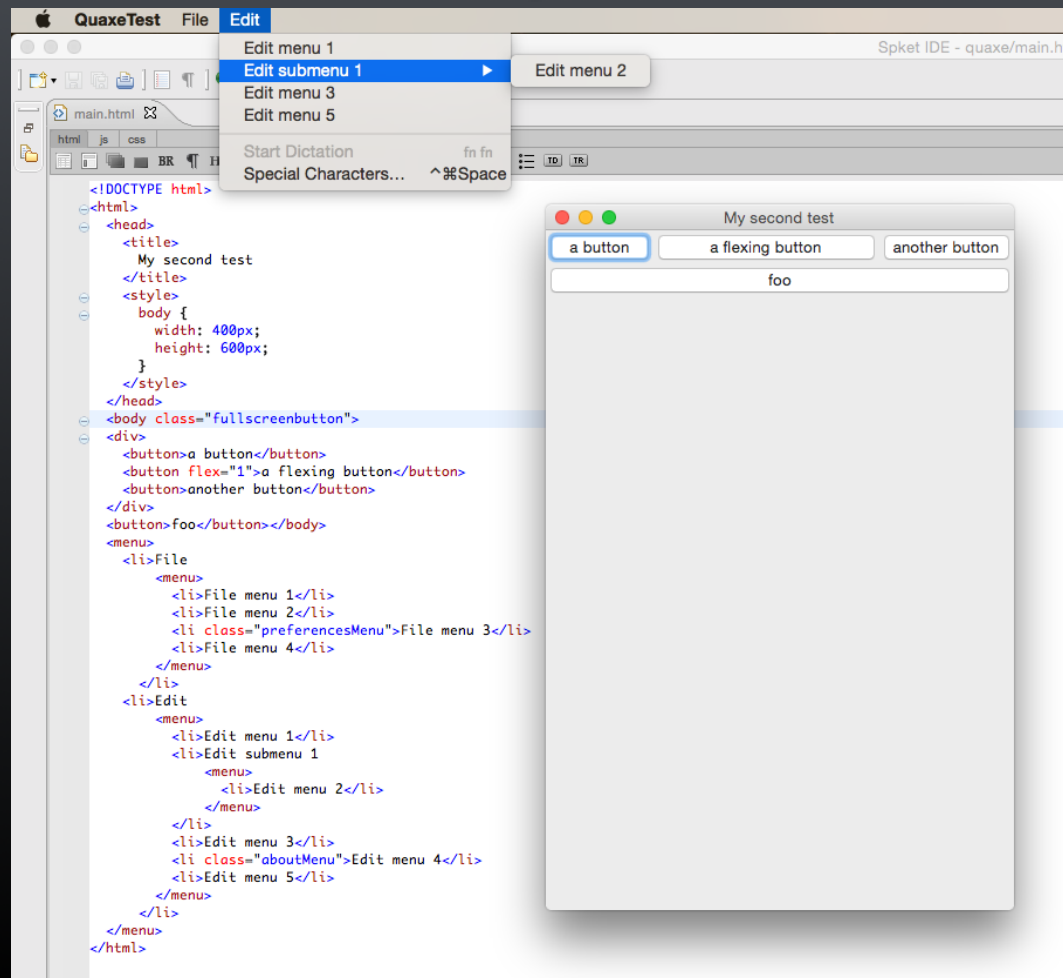 QuaxeTest File Edit
Edit menu 1
Edit submenu 1
Edit menu 2
Edit menu 3
Edit menu 5
Start Dictation fn fn
Special Characters... ^⌘Space
Spket IDE - quaxe/main.h
main.html
html js css
BR ¶ H
TD TR
<!DOCTYPE html>
<html>
<head>
<title>
My second test
</title>
<style>
body {
width: 400px;
height: 600px;
}
</style>
</head>
<body class="fullscreenbutton">
<div>
<button>a button</button>
<button flex="1">a flexing button</button>
<button>another button</button>
</div>
<button>foo</button></body>
<menu>
<li>File
<menu>
<li>File menu 1</li>
<li>File menu 2</li>
<li class="preferencesMenu">File menu 3</li>
<li>File menu 4</li>
</menu>
</li>
<li>Edit
<menu>
<li>Edit menu 1</li>
<li>Edit submenu 1
<menu>
<li>Edit menu 2</li>
</menu>
</li>
<li>Edit menu 3</li>
<li class="aboutMenu">Edit menu 4</li>
<li>Edit menu 5</li>
</menu>
</li>
</menu>
</html>
My second test
a button a flexing button another button
foo